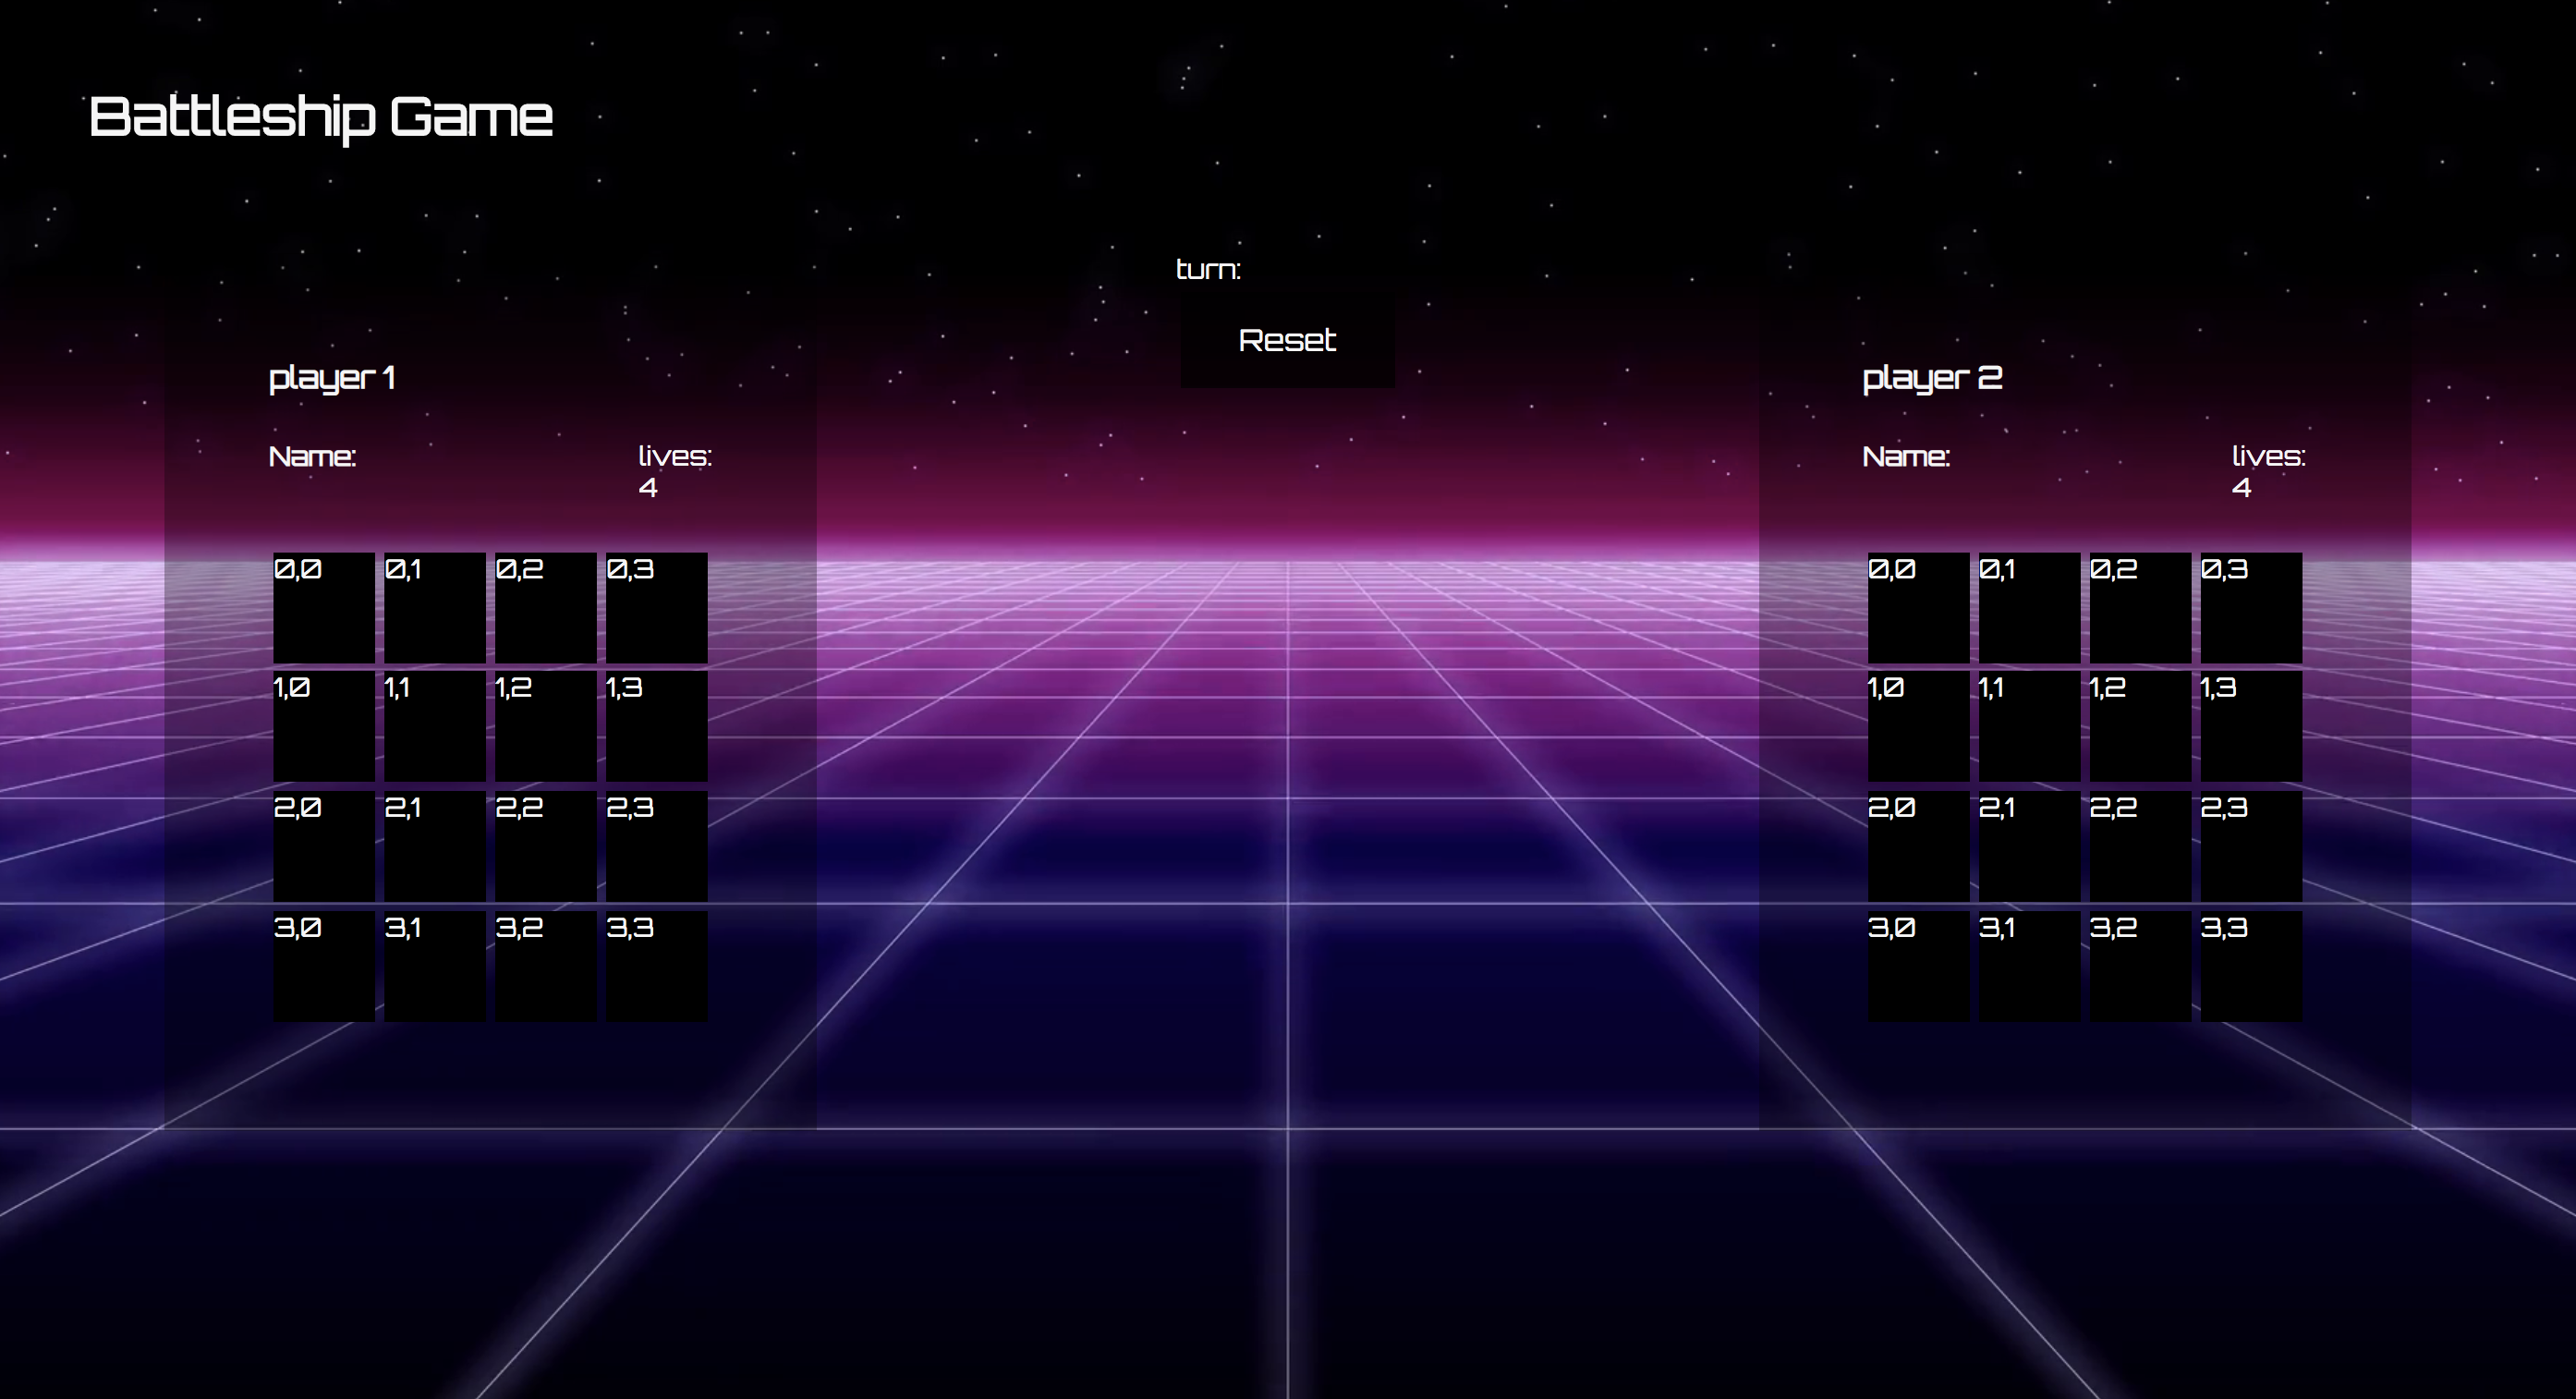 Battleship Game
turn:
Reset
player 1
Name:
lives:
4
0,0 0,1 0,2 0,3
1,0 1,1 1,2 1,3
2,0 2,1 2,2 2,3
3,0 3,1 3,2 3,3
player 2
Name:
lives:
4
0,0 0,1 0,2 0,3
1,0 1,1 1,2 1,3
2,0 2,1 2,2 2,3
3,0 3,1 3,2 3,3